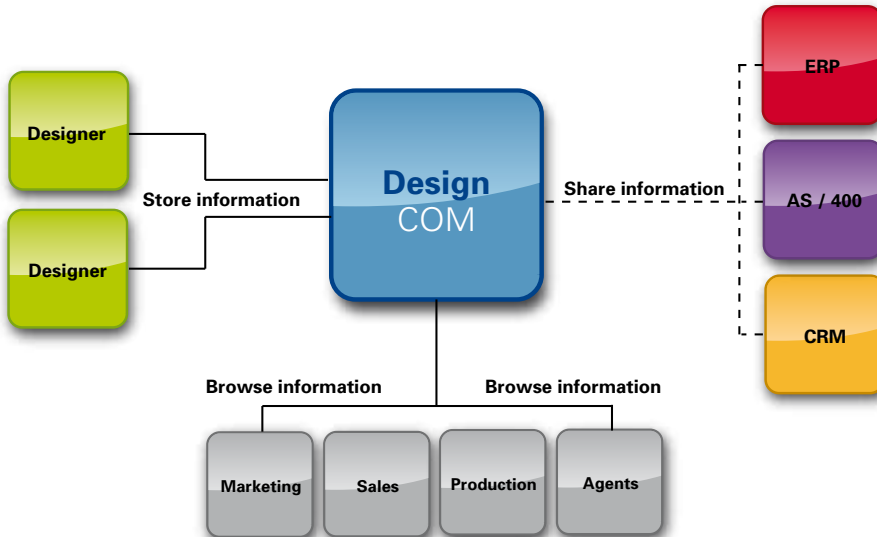 ERP
Designer
Design
COM
Store information
Share information
AS / 400
Designer
CRM
Browse information
Browse information
Marketing
Sales
Production
Agents